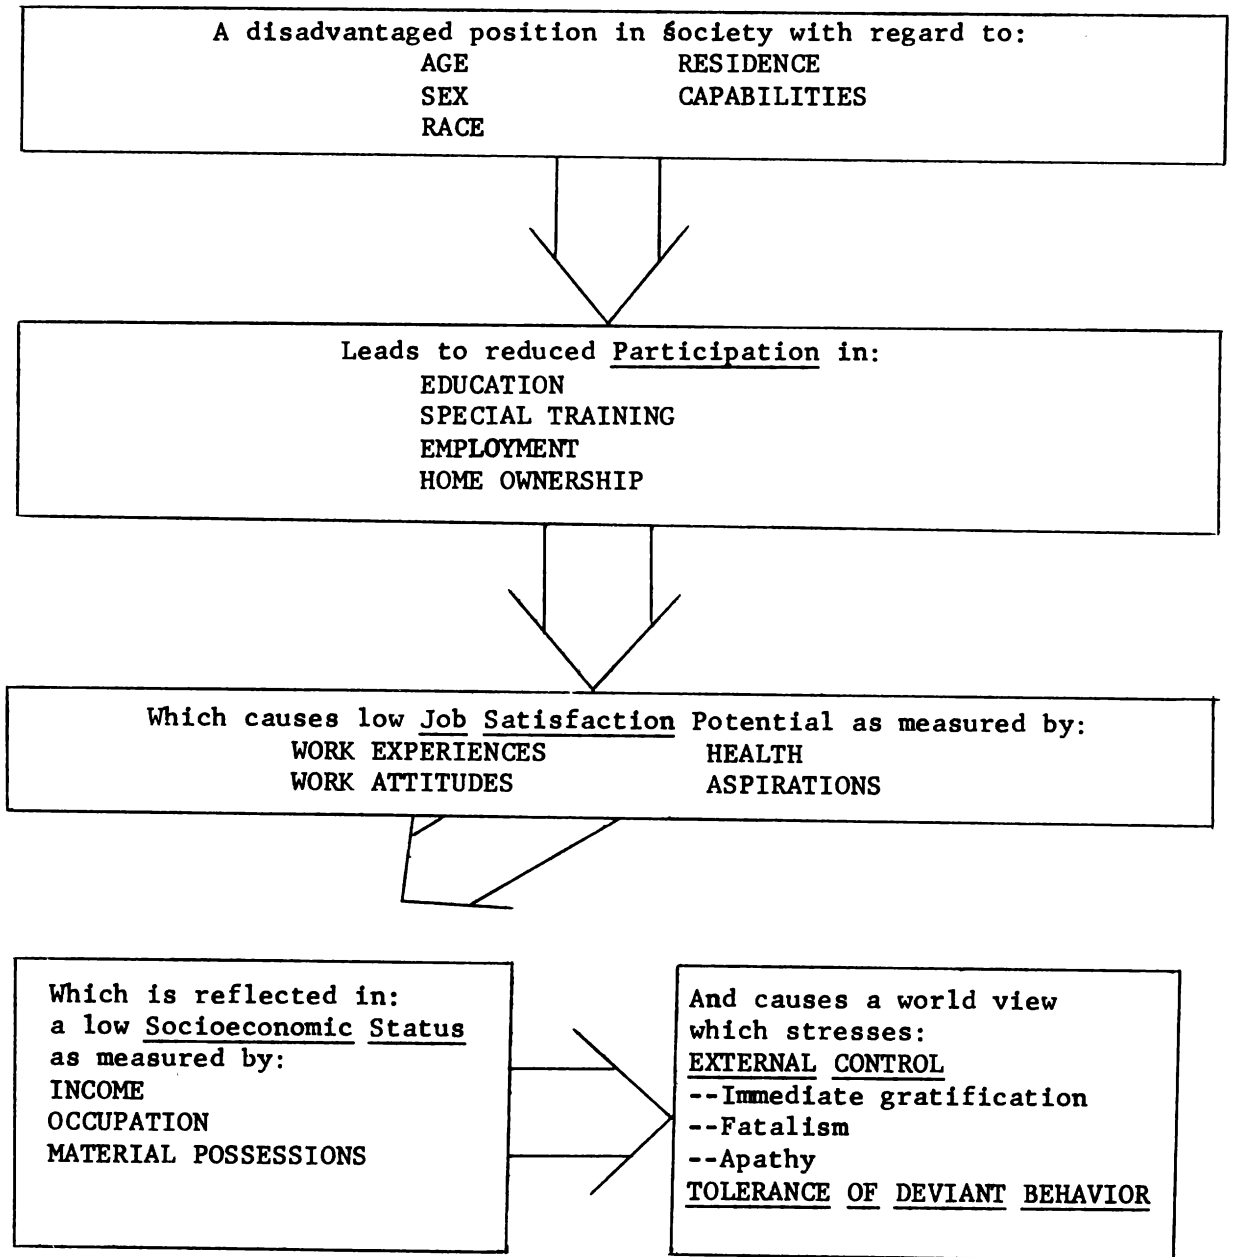 A disadvantaged position in Society with regard to:
AGE RESIDENCE
SEX CAPABILITIES
RACE
Leads to reduced Participation in:
EDUCATION
SPECIAL TRAINING
EMPLOYMENT
HOME OWNERSHIP
Which causes low Job Satisfaction Potential as measured by:
WORK EXPERIENCES HEALTH
WORK ATTITUDES ASPIRATIONS
Which is reflected in:
a low Socioeconomic Status
as measured by:
INCOME
OCCUPATION
MATERIAL POSSESSIONS
And causes a world view
which stresses:
EXTERNAL CONTROL
--Immediate gratification
--Fatalism
--Apathy
TOLERANCE OF DEVIANT BEHAVIOR